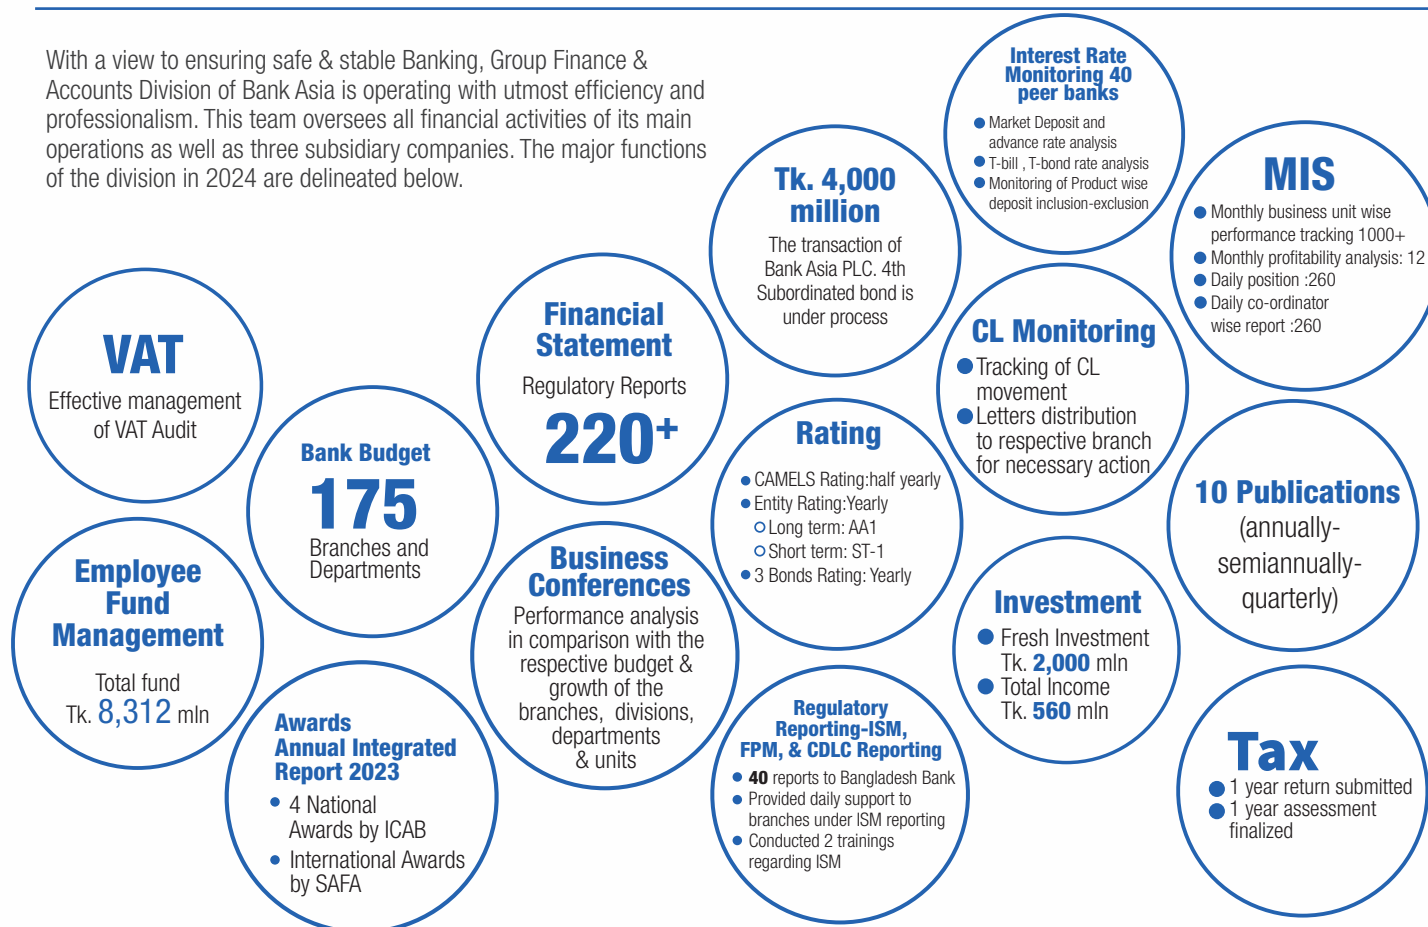 With a view to ensuring safe & stable Banking, Group Finance &
Accounts Division of Bank Asia is operating with utmost efficiency and
professionalism. This team oversees all financial activities of its main
operations as well as three subsidiary companies. The major functions
of the division in 2024 are delineated below.
VAT
Effective management
of VAT Audit
Employee
Fund
Management
Total fund
Tk. 8,312 mln
Bank Budget
175
Branches and
Departments
Awards
Annual Integrated
Report 2023
4 National
Awards by ICAB
International Awards
by SAFA
Financial
Statement
Regulatory Reports
220+
Business
Conferences
Performance analysis
in comparison with the
respective budget &
growth of the
branches, divisions,
departments
& units
Tk. 4,000
million
The transaction of
Bank Asia PLC. 4th
Subordinated bond is
under process
Rating
CAMELS Rating:half yearly
Entity Rating:Yearly
Long term: AA1
Short term: ST-1
3 Bonds Rating: Yearly
Regulatory
Reporting-ISM,
FPM, & CDLC Reporting
40 reports to Bangladesh Bank
Provided daily support to
branches under ISM reporting
Conducted 2 trainings
regarding ISM
Interest Rate
Monitoring 40
peer banks
Market Deposit and
advance rate analysis
T-bill , T-bond rate analysis
Monitoring of Product wise
deposit inclusion-exclusion
CL Monitoring
Tracking of CL
movement
Letters distribution
to respective branch
for necessary action
Investment
Fresh Investment
Tk. 2,000 mln
Total Income
Tk. 560 mln
MIS
Monthly business unit wise
performance tracking 1000+
Monthly profitability analysis: 12
Daily position :260
Daily co-ordinator
wise report :260
10 Publications
(annually-
semiannually-
quarterly)
Tax
1 year return submitted
1 year assessment
finalized